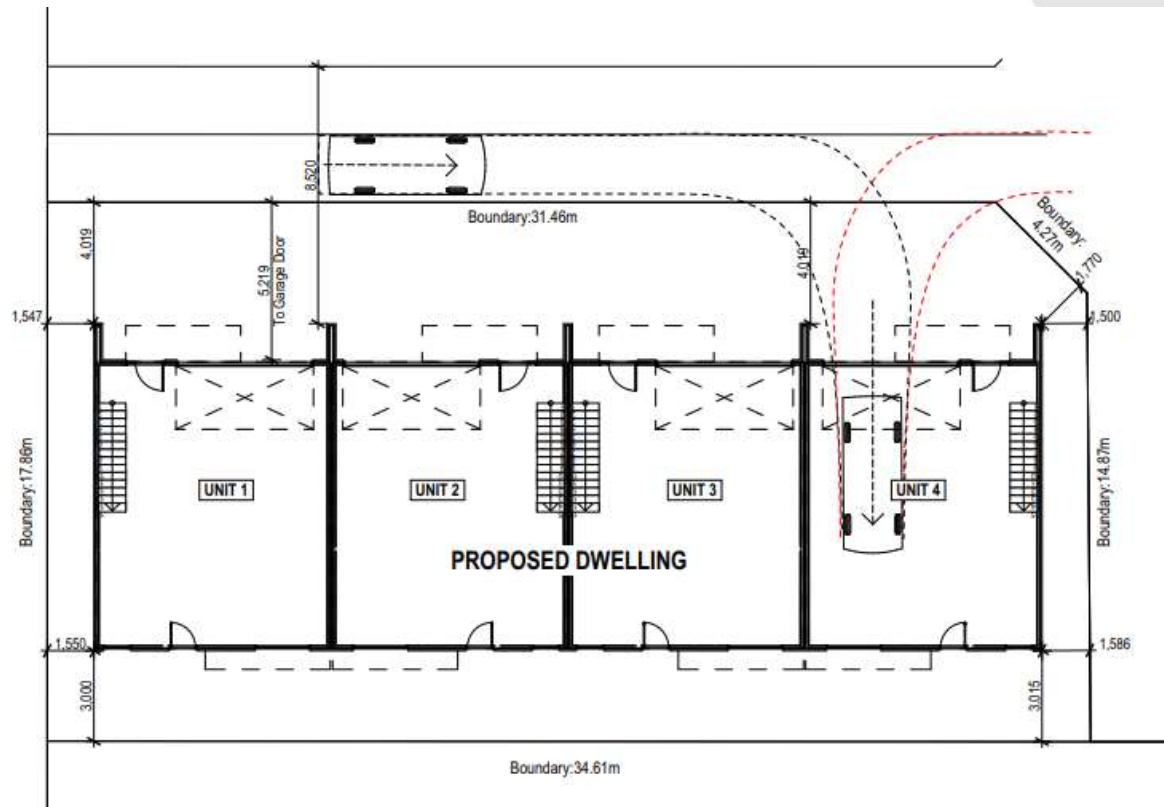 8,520
Boundary:31.46m
Boundary:
4.27m
4,019
5,219
To Garage Door
4,019
1,770
1,547
1,500
Boundary:17.86m
UNIT 1
UNIT 2
UNIT 3
UNIT 4
Boundary:14.87m
PROPOSED DWELLING
1,550
1,586
3,000
3,015
Boundary:34.61m